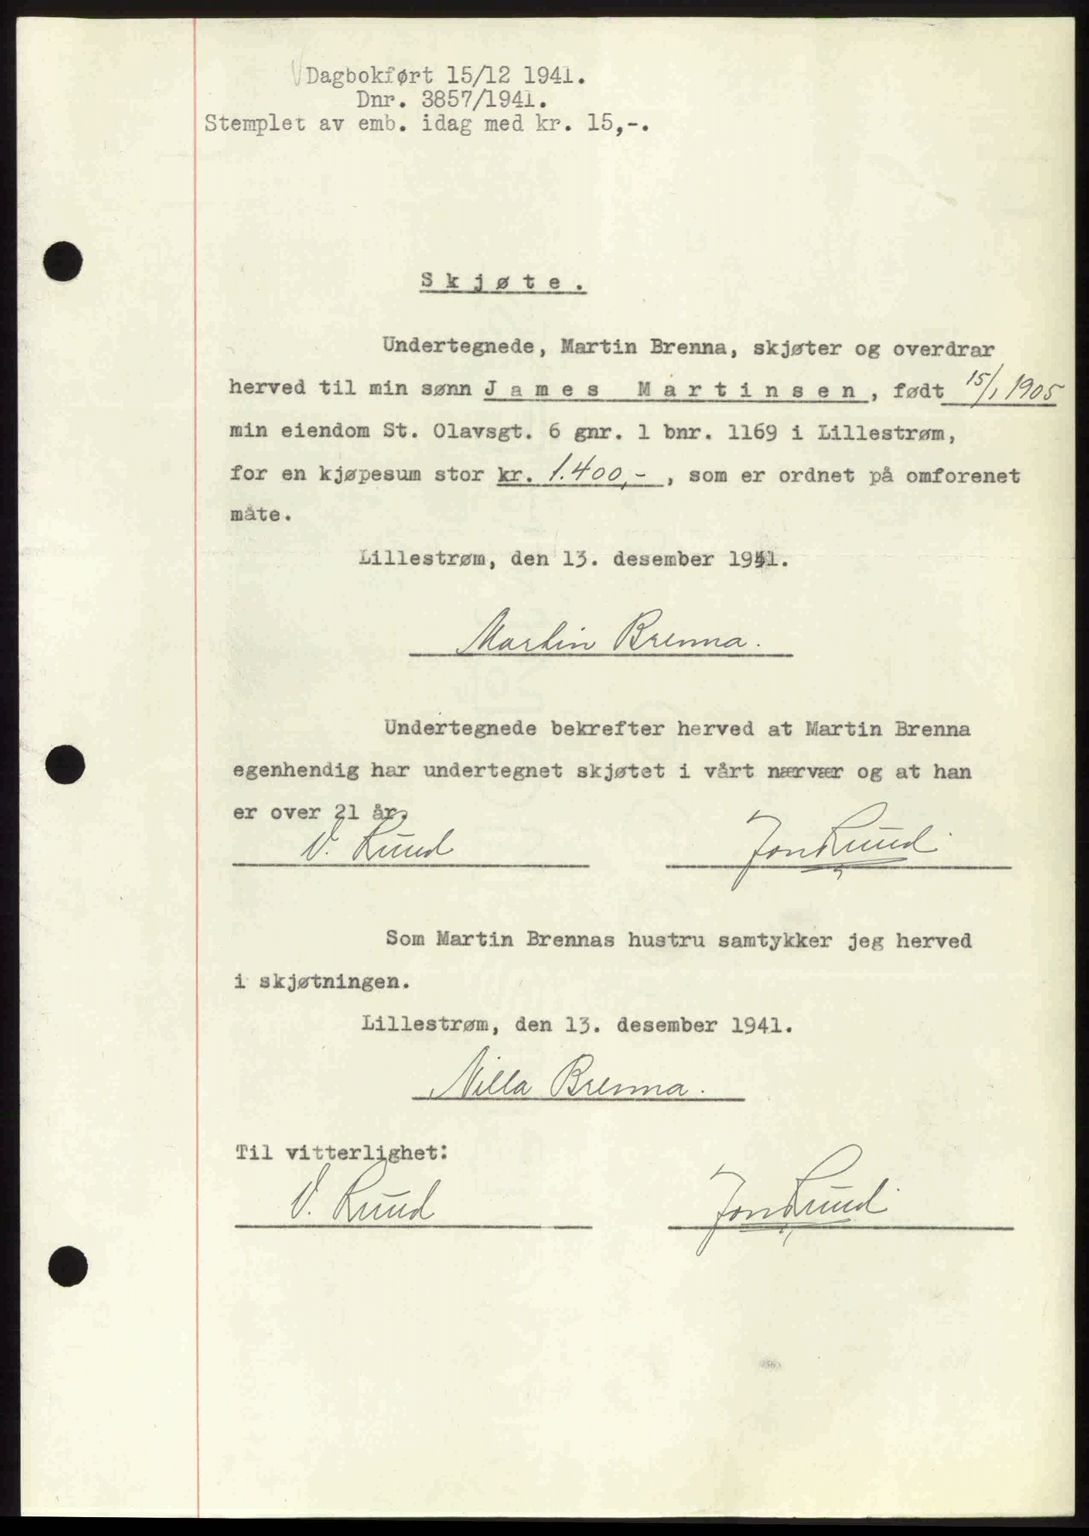 Dagbokført 15/12 1941.
Dnr. 3857/1941.
Stemplet av emb. idag med kr. 15,-.
Skjøte.
Undertegnede, Martin Brenna, skjøter og overdrar
herved til min sønn James Martinsen, født 15/1 1905
min eiendom St. Olavsgt. 6 gnr. 1 bnr. 1169 i Lillestrøm,
for en kjøpesum stor kr. 1.400,- , som er ordnet på omforenet
måte.
Lillestrøm, den 13. desember 1941.
Martin Brenna.
Undertegnede bekrefter herved at Martin Brenna
egenhendig har undertegnet skjøtet i vårt nærvær og at han
er over 21 år.
V. Ruud Jon Ruud
Som Martin Brennas hustru samtykker jeg herved
i skjøtningen.
Lillestrøm, den 13. desember 1941.
Nilla Brenna.
Til vitterlighet:
V. Ruud Jon Ruud